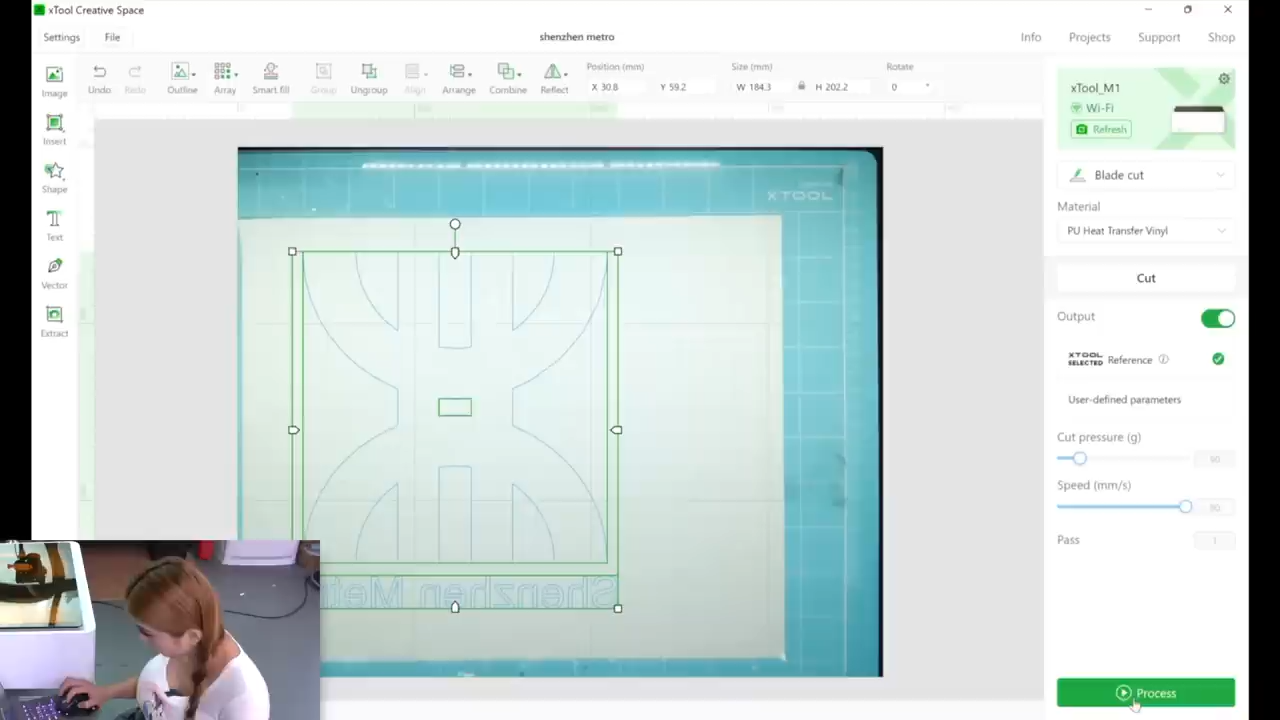 xTool Creative Space
Settings File shenzhen metro Info Projects Support Shop
Position (mm) Size (mm) Rotate
X 30.8 Y 59.2 W 184.3 H 202.2 0
Undo Redo Outline Array Smart fill Group Ungroup Align Arrange Combine Reflect
Image
Insert
Shape
Text
Vector
Extract
XTOOL
Shenzhen Met
xTool_M1
Wi-Fi
Refresh
Blade cut
Material
PU Heat Transfer Vinyl
Cut
Output
XTOOL SELECTED Reference
User-defined parameters
Cut pressure (g)
Speed (mm/s)
Pass 1
Process